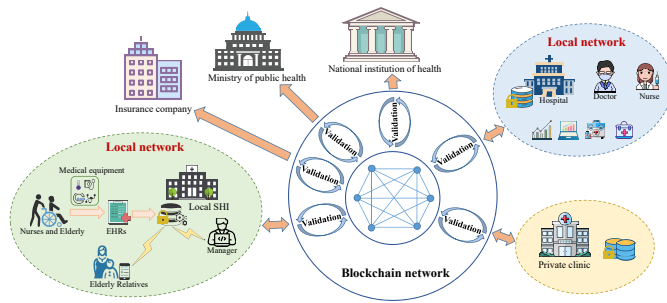 Local network
Ministry of public health
National institution of health
Insurance company
Hospital
Doctor
Nurse
Validation
Validation
Validation
Validation
Validation
Validation
Local network
Medical equipment
Local SHI
Nurses and Elderly
EHRs
Manager
Elderly Relatives
Blockchain network
Private clinic